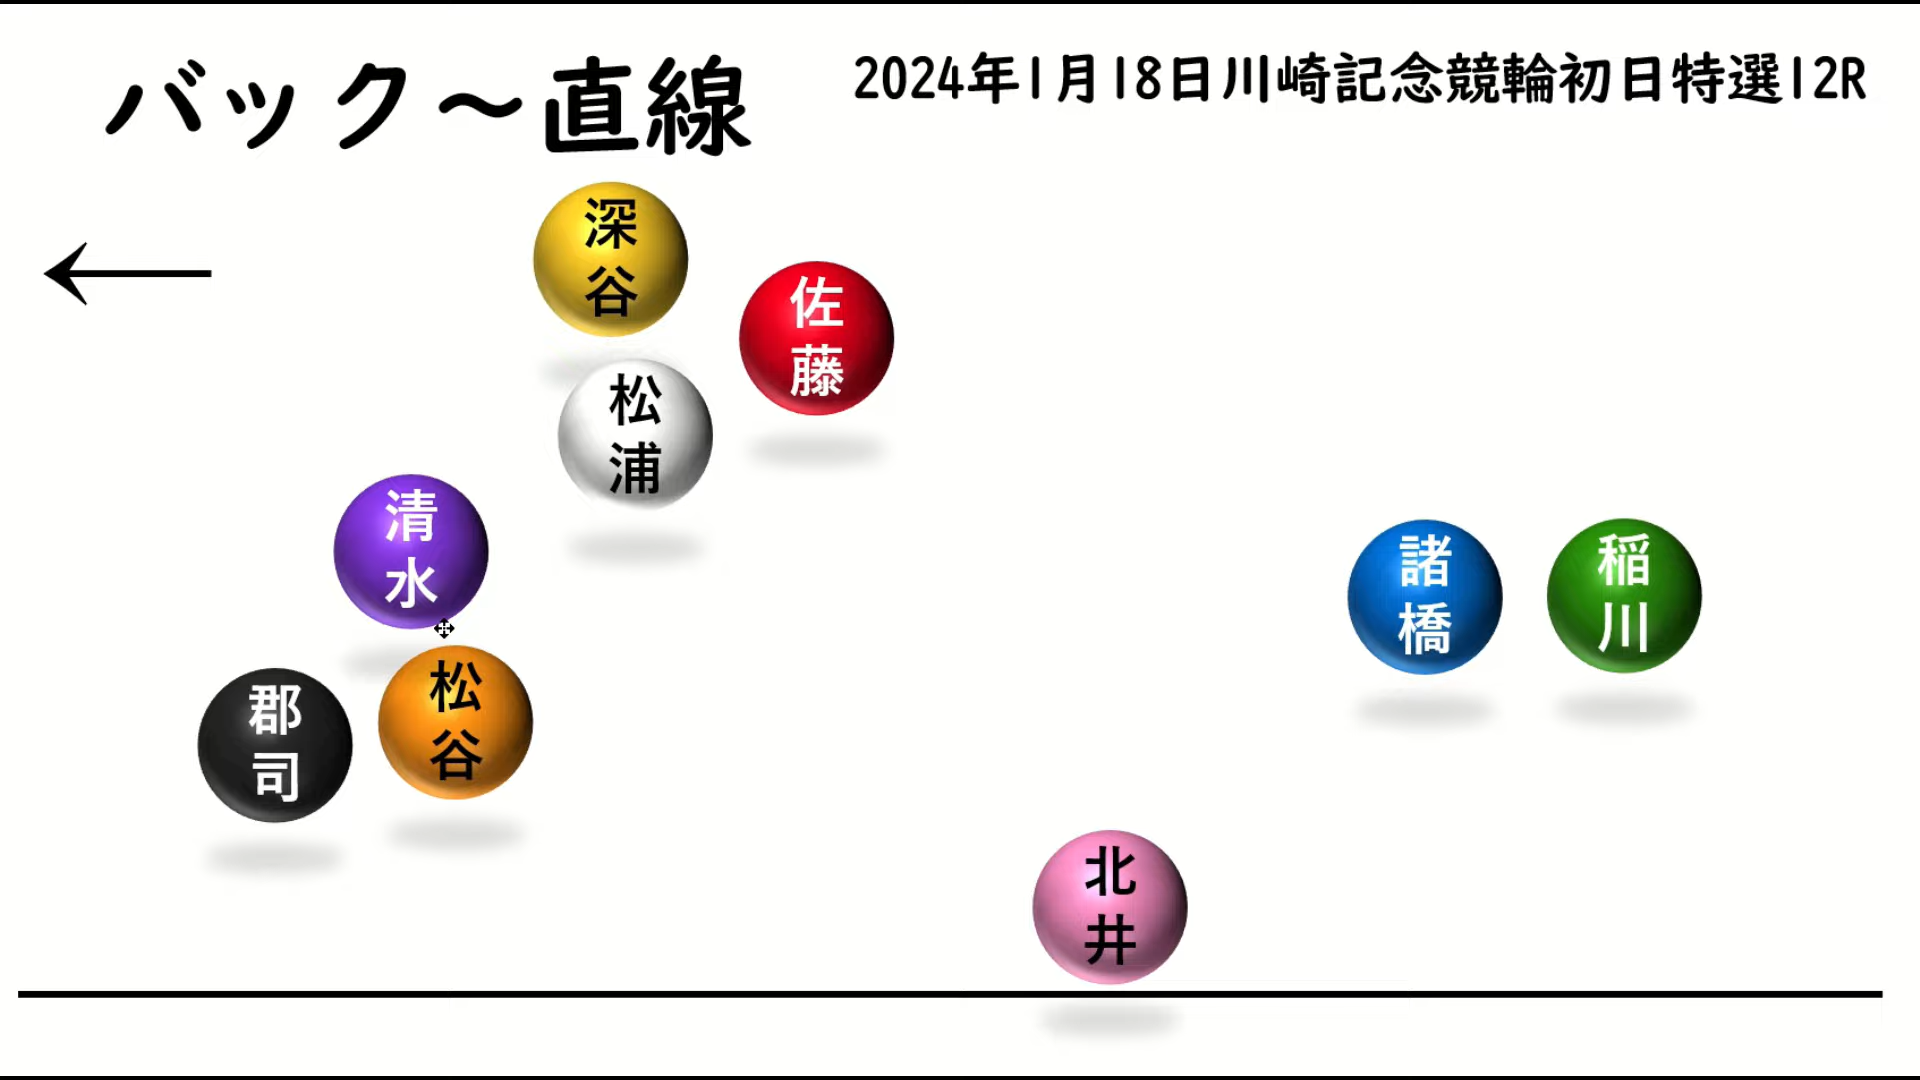 バック～直線
2024年1月18日川崎記念競輪初日特選12R
深谷
佐藤
松浦
清水
諸橋
稲川
松谷
郡司
北井